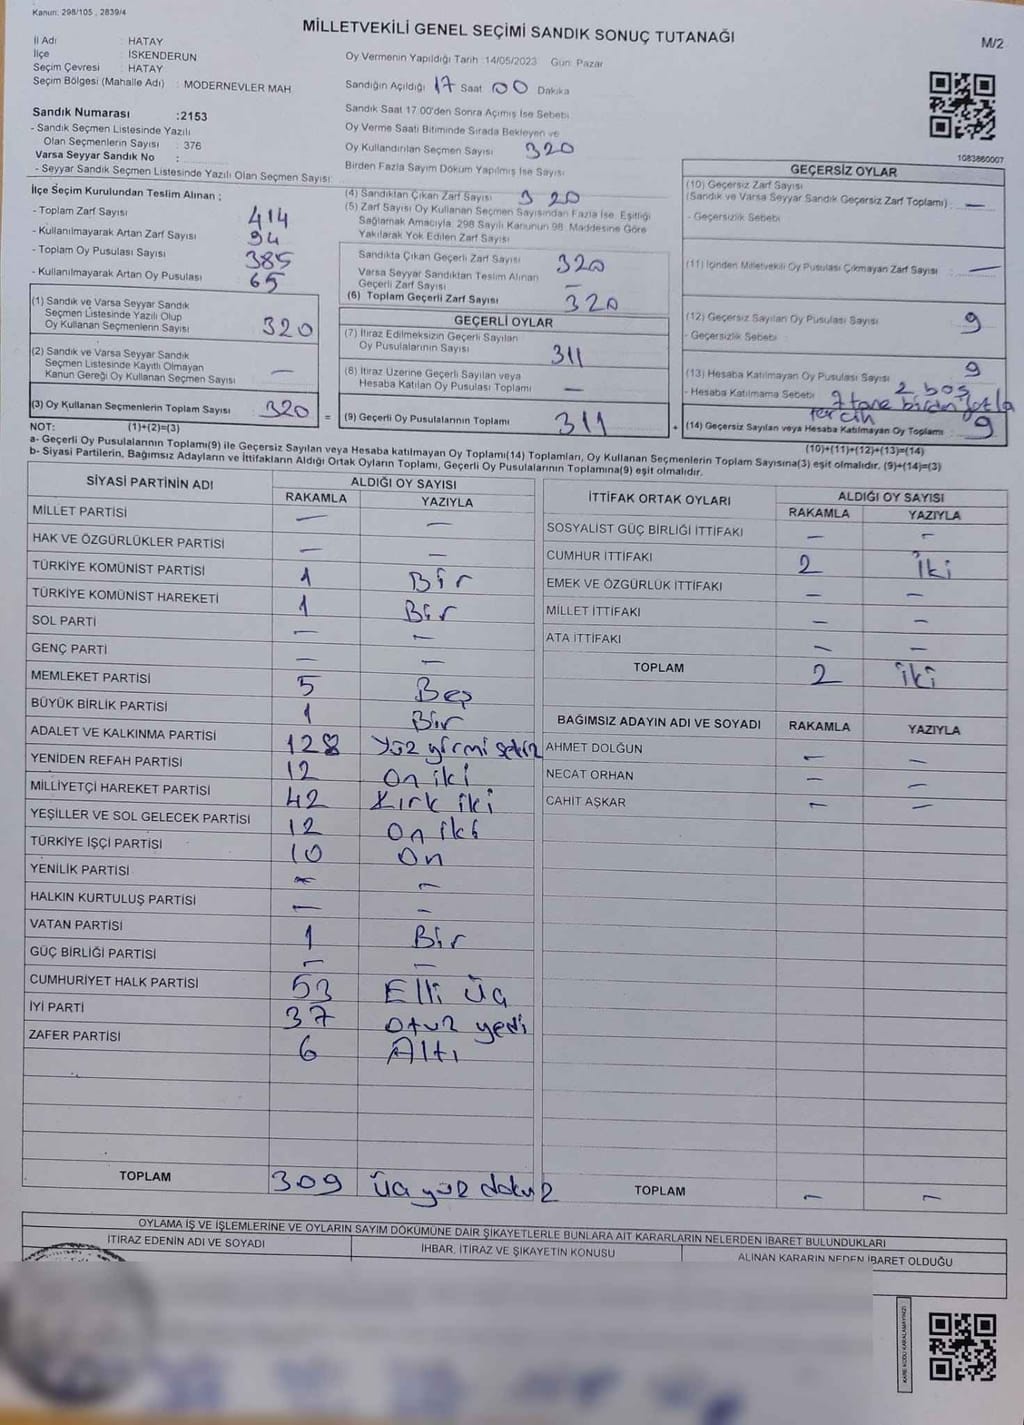 Kanun: 298/105 , 2839/4
MİLLETVEKİLİ GENEL SEÇİMİ SANDIK SONUÇ TUTANAĞI
M/2
İl Adı : HATAY
İlçe : İSKENDERUN
Seçim Çevresi : HATAY
Seçim Bölgesi (Mahalle Adı) : MODERNEVLER MAH
Oy Vermenin Yapıldığı Tarih :14/05/2023 Gün: Pazar
Sandığın Açıldığı 17 Saat 00 Dakika
Sandık Saat 17:00'den Sonra Açımış İse Sebebi
Oy Verme Saati Bitiminde Sırada Bekleyen ve
Oy Kullandırılan Seçmen Sayısı 320
Birden Fazla Sayım Döküm Yapılmış İse Sayısı
Sandık Numarası :2153
- Sandık Seçmen Listesinde Yazılı
Olan Seçmenlerin Sayısı : 376
Varsa Seyyar Sandık No :
- Seyyar Sandık Seçmen Listesinde Yazılı Olan Seçmen Sayısı:
1083860007
İlçe Seçim Kurulundan Teslim Alınan ;
- Toplam Zarf Sayısı 414
- Kullanılmayarak Artan Zarf Sayısı 94
- Toplam Oy Pusulası Sayısı 385
- Kullanılmayarak Artan Oy Pusulası 65
(1) Sandık ve Varsa Seyyar Sandık
Seçmen Listesinde Yazılı Olup
Oy Kullanan Seçmenlerin Sayısı 320
(2) Sandık ve Varsa Seyyar Sandık
Seçmen Listesinde Kayıtlı Olmayan
Kanun Gereği Oy Kullanan Seçmen Sayısı —
(3) Oy Kullanan Seçmenlerin Toplam Sayısı 320 =
(1)+(2)=(3)
(4) Sandıktan Çıkan Zarf Sayısı 320
(5) Zarf Sayısı Oy Kullanan Seçmen Sayısından Fazla İse, Eşitliği
Sağlamak Amacıyla, 298 Sayılı Kanunun 98. Maddesine Göre
Yakılarak Yok Edilen Zarf Sayısı
Sandıkta Çıkan Geçerli Zarf Sayısı 320
Varsa Seyyar Sandıktan Teslim Alınan
Geçerli Zarf Sayısı —
(6) Toplam Geçerli Zarf Sayısı 320
GEÇERLİ OYLAR
(7) İtiraz Edilmeksizin Geçerli Sayılan
Oy Pusulalarının Sayısı 311
(8) İtiraz Üzerine Geçerli Sayılan veya
Hesaba Katılan Oy Pusulası Toplamı —
(9) Geçerli Oy Pusulalarının Toplamı 311 +
GEÇERSİZ OYLAR
(10) Geçersiz Zarf Sayısı
(Sandık ve Varsa Seyyar Sandık Geçersiz Zarf Toplamı) : —
- Geçersizlik Sebebi :
(11) İçinden Milletvekili Oy Pusulası Çıkmayan Zarf Sayısı : —
(12) Geçersiz Sayılan Oy Pusulası Sayısı : 9
- Geçersizlik Sebebi :
(13) Hesaba Katılmayan Oy Pusulası Sayısı : 9
- Hesaba Katılmama Sebebi : 2 boş
7 tane birden fazla
tercih
(14) Geçersiz Sayılan veya Hesaba Katılmayan Oy Toplamı : 9
(10)+(11)+(12)+(13)=(14)
NOT:
a- Geçerli Oy Pusulalarının Toplamı(9) ile Geçersiz Sayılan veya Hesaba katılmayan Oy Toplamı(14) Toplamları, Oy Kullanan Seçmenlerin Toplam Sayısına(3) eşit olmalıdır. (9)+(14)=(3)
b- Siyasi Partilerin, Bağımsız Adayların ve İttifakların Aldığı Ortak Oyların Toplamı, Geçerli Oy Pusulalarının Toplamına(9) eşit olmalıdır.
SİYASİ PARTİNİN ADI ALDIĞI OY SAYISI
RAKAMLA YAZIYLA
MİLLET PARTİSİ — —
HAK VE ÖZGÜRLÜKLER PARTİSİ — —
TÜRKİYE KOMÜNİST PARTİSİ 1 Bir
TÜRKİYE KOMÜNİST HAREKETİ 1 Bir
SOL PARTİ — —
GENÇ PARTİ — —
MEMLEKET PARTİSİ 5 Beş
BÜYÜK BİRLİK PARTİSİ 1 Bir
ADALET VE KALKINMA PARTİSİ 128 Yüz yirmi sekiz
YENİDEN REFAH PARTİSİ 12 On iki
MİLLİYETÇİ HAREKET PARTİSİ 42 Kırk iki
YEŞİLLER VE SOL GELECEK PARTİSİ 12 On iki
TÜRKİYE İŞÇİ PARTİSİ 10 On
YENİLİK PARTİSİ — —
HALKIN KURTULUŞ PARTİSİ — —
VATAN PARTİSİ 1 Bir
GÜÇ BİRLİĞİ PARTİSİ — —
CUMHURİYET HALK PARTİSİ 53 Elli üç
İYİ PARTİ 37 Otuz yedi
ZAFER PARTİSİ 6 Altı
TOPLAM 309 Üç yüz dokuz
İTTİFAK ORTAK OYLARI ALDIĞI OY SAYISI
RAKAMLA YAZIYLA
SOSYALİST GÜÇ BİRLİĞİ İTTİFAKI — —
CUMHUR İTTİFAKI 2 İki
EMEK VE ÖZGÜRLÜK İTTİFAKI — —
MİLLET İTTİFAKI — —
ATA İTTİFAKI — —
TOPLAM 2 İki
BAĞIMSIZ ADAYIN ADI VE SOYADI RAKAMLA YAZIYLA
AHMET DOLĞUN — —
NECAT ORHAN — —
CAHİT AŞKAR — —
TOPLAM — —
OYLAMA İŞ VE İŞLEMLERİNE VE OYLARIN SAYIM DÖKÜMÜNE DAİR ŞİKAYETLERLE BUNLARA AİT KARARLARIN NELERDEN İBARET BULUNDUKLARI
İTİRAZ EDENİN ADI VE SOYADI İHBAR, İTİRAZ VE ŞİKAYETİN KONUSU ALINAN KARARIN NEDEN İBARET OLDUĞU
KARE KODU KARALAMAYINIZ!